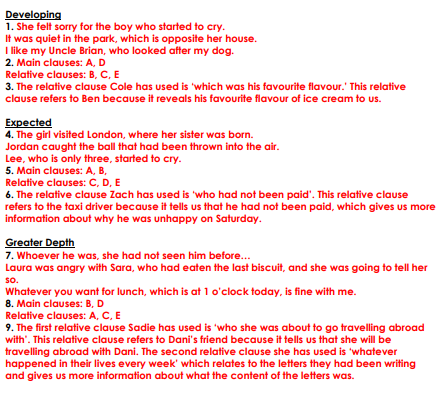 Developing
1. She felt sorry for the boy who started to cry.
It was quiet in the park, which is opposite her house.
I like my Uncle Brian, who looked after my dog.
2. Main clauses: A, D
Relative clauses: B, C, E
3. The relative clause Cole has used is ‘which was his favourite flavour.’ This relative
clause refers to Ben because it reveals his favourite flavour of ice cream to us.
Expected
4. The girl visited London, where her sister was born.
Jordan caught the ball that had been thrown into the air.
Lee, who is only three, started to cry.
5. Main clauses: A, B,
Relative clauses: C, D, E
6. The relative clause Zach has used is ‘who had not been paid’. This relative clause
refers to the taxi driver because it tells us that he had not been paid, which gives us more
information about why he was unhappy on Saturday.
Greater Depth
7. Whoever he was, she had not seen him before…
Laura was angry with Sara, who had eaten the last biscuit, and she was going to tell her
so.
Whatever you want for lunch, which is at 1 o’clock today, is fine with me.
8. Main clauses: B, D
Relative clauses: A, C, E
9. The first relative clause Sadie has used is ‘who she was about to go travelling abroad
with’. This relative clause refers to Dani’s friend because it tells us that she will be
travelling abroad with Dani. The second relative clause she has used is ‘whatever
happened in their lives every week’ which relates to the letters they had been writing
and gives us more information about what the content of the letters was.